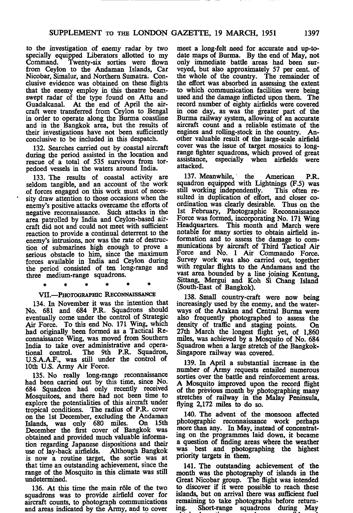 SUPPLEMENT TO THE LONDON GAZETTE, 19 MARCH, 1951 1397
to the investigation of enemy radar by two
specially equipped Liberators allotted to my
Command. Twenty-six sorties were flown
from Ceylon to the Andaman Islands, Car
Nicobar, Simalur, and Northern Sumatra. Con-
clusive evidence was obtained on these flights
that the enemy employ in this theatre beam-
swept radar of the type found on Attu and
Guadalcanal. At the end of April the air-
craft were transferred from Ceylon to Bengal
in order to operate along the Burma coastline
and in the Bangkok area, but the results of
their investigations have not been sufficiently
conclusive to be included in this despatch.
132. Searches carried out by coastal aircraft
during the period assisted in the location and
rescue of a total of 535 survivors from tor-
pedoed vessels in the waters around India.
133. The results of coastal activity are
seldom tangible, and an account of the work
of forces engaged on this work must of neces-
sity draw attention to those occasions when the
enemy's positive attacks overcome the efforts of
negative reconnaissance. Such attacks in the
area patrolled by India and Ceylon-based air-
craft did not and could not meet with sufficient
reaction to provide a continual deterrent to the
enemy's intrusions, nor was the rate of destruc-
tion of submarines high enough to prove a
serious obstacle to him, since the maximum
forces available in India and Ceylon during
the period consisted of ten long-range and
three medium-range squadrons.
* * * * *
VII.—PHOTOGRAPHIC RECONNAISSANCE
134. In November it was the intention that
No. 681 and 684 P.R. Squadrons should
eventually come under the control of Strategic
Air Force. To this end No. 171 Wing, which
had originally been formed as a Tactical Re-
connaissance Wing, was moved from Southern
India to take over administrative and opera-
tional control. The 9th P.R. Squadron,
U.S.A.A.F., was still under the control of
10th U.S. Army Air Force.
135. No really long-range reconnaissance
had been carried out by this time, since No.
684 Squadron had only recently received
Mosquitoes, and there had not been time to
explore the potentialities of this aircraft under
tropical conditions. The radius of P.R. cover
on the 1st December, excluding the Andaman
Islands, was only 680 miles. On 15th
December the first cover of Bangkok was
obtained and provided much valuable informa-
tion regarding Japanese dispositions and their
use of lay-back airfields. Although Bangkok
is now a routine target, the sortie was at
that time an outstanding achievement, since the
range of the Mosquito in this climate was still
undetermined.
136. At this time the main rôle of the two
squadrons was to provide airfield cover for
aircraft counts, to photograph communications
and areas indicated by the Army, and to cover
meet a long-felt need for accurate and up-to-
date maps of Burma. By the end of May, not
only immediate battle areas had been sur-
veyed, but also approximately 57 per cent. of
the whole of the country. The remainder of
the effort was absorbed in assessing the extent
to which communication facilities were being
used and the damage inflicted upon them. The
record number of eighty airfields were covered
in one day, as was the greater part of the
Burma railway system, allowing of an accurate
aircraft count and a reliable estimate of the
engines and rolling-stock in the country. An-
other valuable result of the large-scale airfield
cover was the issue of target mosaics to long-
range fighter squadrons, which proved of great
assistance, especially when airfields were
attacked.
137. Meanwhile, the American P.R.
squadron equipped with Lightnings (F.5) was
still working independently. This often re-
sulted in duplication of effort, and closer co-
ordination was clearly desirable. Thus on the
1st February, Photographic Reconnaissance
Force was formed, incorporating No. 171 Wing
Headquarters. This month and March were
notable for many sorties to obtain airfield in-
formation and to assess the damage to com-
munications by aircraft of Third Tactical Air
Force and No. 1 Air Commando Force.
Survey work was also carried out, together
with regular flights to the Andamans and the
vast area bounded by a line joining Kentung,
Sittang, Mergui and Koh Si Chang Island
(South-East of Bangkok).
138. Small country-craft were now being
increasingly used by the enemy, and the water-
ways of the Arakan and Central Burma were
also frequently photographed to assess the
density of traffic and staging points. On
27th March the longest flight yet, of 1,860
miles, was achieved by a Mosquito of No. 684
Squadron when a large stretch of the Bangkok-
Singapore railway was covered.
139. In April a substantial increase in the
number of Army requests entailed numerous
sorties over the battle and reinforcement areas.
A Mosquito improved upon the record flight
of the previous month by photographing many
stretches of railway in the Malay Peninsula,
flying 2,172 miles to do so.
140. The advent of the monsoon affected
photographic reconnaissance work perhaps
more than any. In May, instead of concentrat-
ing on the programmes laid down, it became
a question of finding areas where the weather
was best and photographing the highest
priority targets in them.
141. The outstanding achievement of the
month was the photography of islands in the
Great Nicobar group. The flight was intended
to discover if it were possible to reach these
islands, but on arrival there was sufficient fuel
remaining to take photographs before return-
ing. Short-range squadrons during May